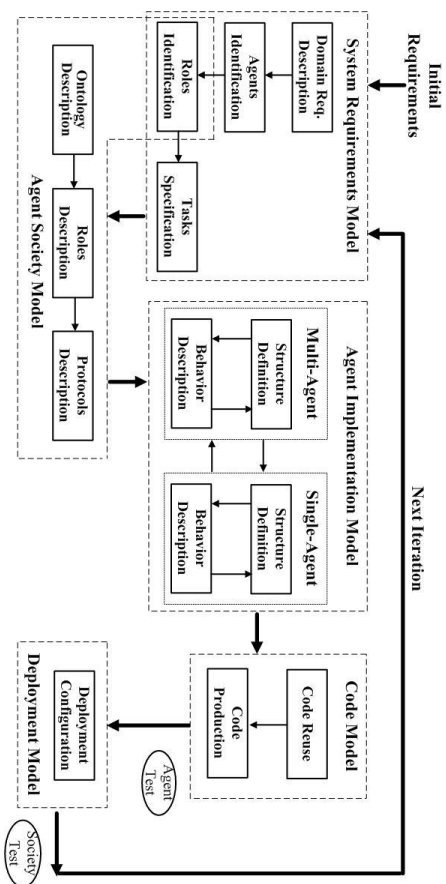 Initial
Requirements
Next Iteration
System Requirements Model
Domain Req.
Description
Agents
Identification
Roles
Identification
Tasks
Specification
Ontology
Description
Roles
Description
Protocols
Description
Agent Society Model
Agent Implementation Model
Multi-Agent
Structure
Definition
Behavior
Description
Single-Agent
Structure
Definition
Behavior
Description
Code Model
Code Reuse
Code
Production
Agent
Test
Deployment
Configuration
Deployment Model
Society
Test